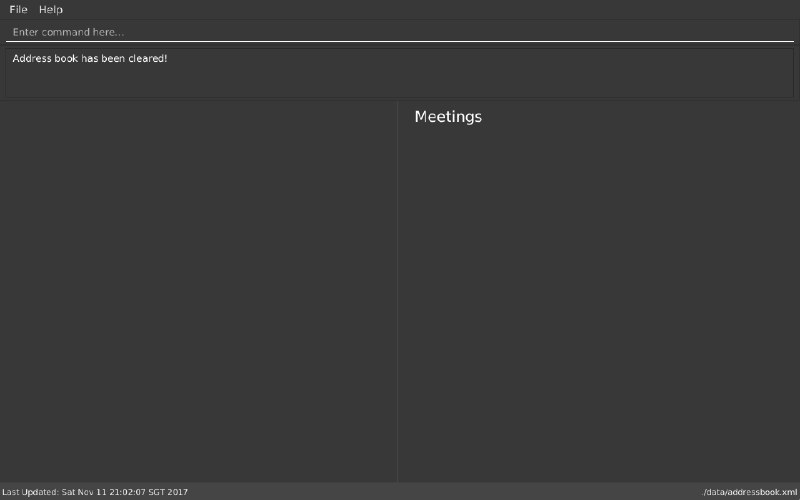 File Help
Enter command here...
Address book has been cleared!
Meetings
Last Updated: Sat Nov 11 21:02:07 SGT 2017
./data/addressbook.xml